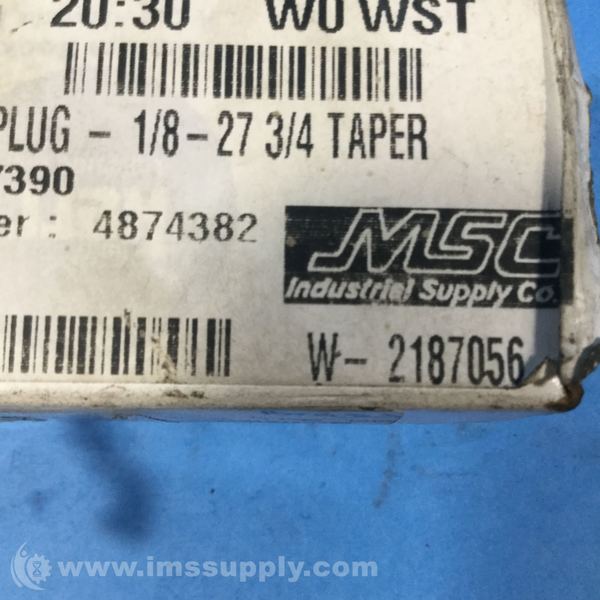 20:30 W0 WST
PLUG - 1/8-27 3/4 TAPER
7390
er: 4874382
MSC
Industrial Supply Co.
W- 2187056
www.imssupply.com